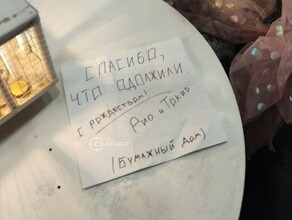 СПАСИБО,
ЧТО ОДОЛЖИЛИ
С РОЖДЕСТВОМ!
РИО И ТОКИО
(БУМАЖНЫЙ ДОМ)